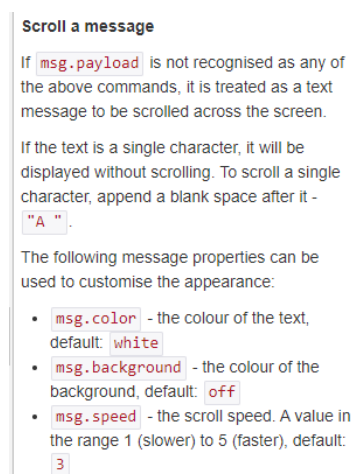 Scroll a message
If msg.payload is not recognised as any of
the above commands, it is treated as a text
message to be scrolled across the screen.
If the text is a single character, it will be
displayed without scrolling. To scroll a single
character, append a blank space after it -
"A " .
The following message properties can be
used to customise the appearance:
• msg.color - the colour of the text,
default: white
• msg.background - the colour of the
background, default: off
• msg.speed - the scroll speed. A value in
the range 1 (slower) to 5 (faster), default:
3